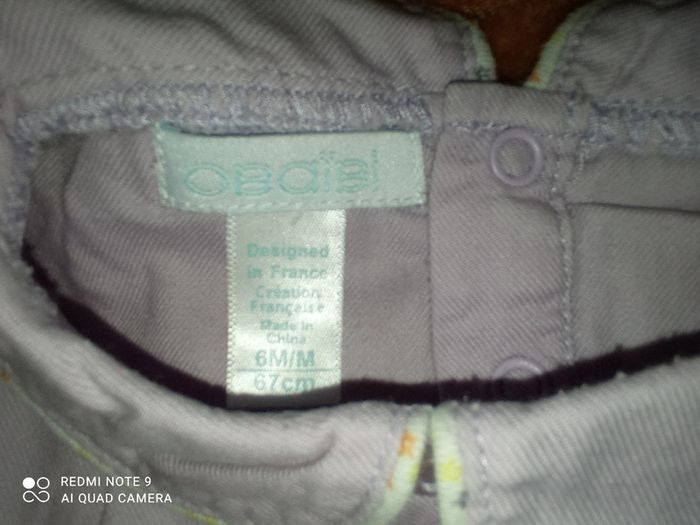 OBaïBi
Designed
in France
Création
Française
Made in
China
6M/M
67cm
REDMI NOTE 9
AI QUAD CAMERA